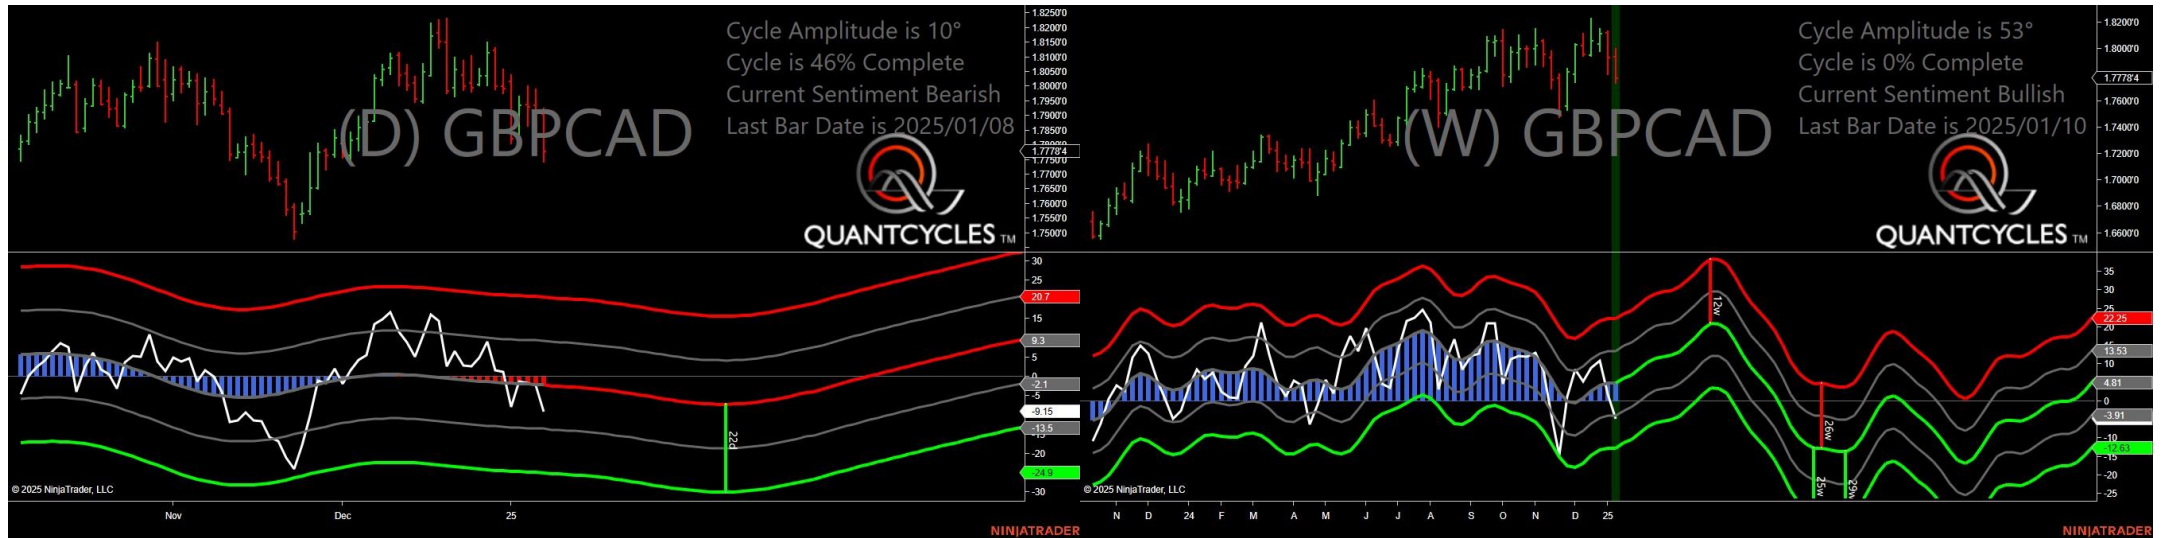 Cycle Amplitude is 10°
Cycle is 46% Complete
Current Sentiment Bearish
Last Bar Date is 2025/01/08
(D) GBPCAD
QUANTCYCLES TM
1.8250'0
1.8200'0
1.8150'0
1.8100'0
1.8050'0
1.8000'0
1.7950'0
1.7900'0
1.7850'0
1.7778'4
1.7750'0
1.7700'0
1.7650'0
1.7600'0
1.7550'0
1.7500'0
30
25
20.7
15
9.3
5
0
-2.1
-5
-9.15
-13.5
-15
-20
-24.9
-30
22d
© 2025 NinjaTrader, LLC
Nov
Dec
25
NINJATRADER
Cycle Amplitude is 53°
Cycle is 0% Complete
Current Sentiment Bullish
Last Bar Date is 2025/01/10
(W) GBPCAD
QUANTCYCLES TM
1.8200'0
1.8000'0
1.7778'4
1.7600'0
1.7400'0
1.7200'0
1.7000'0
1.6800'0
1.6600'0
35
30
25
22.25
20
13.53
10
4.81
0
-3.91
-10
-12.63
-15
-20
-25
12w
26w
25w
29w
© 2025 NinjaTrader, LLC
N D 24 F M A M J J A S O N D 25
NINJATRADER